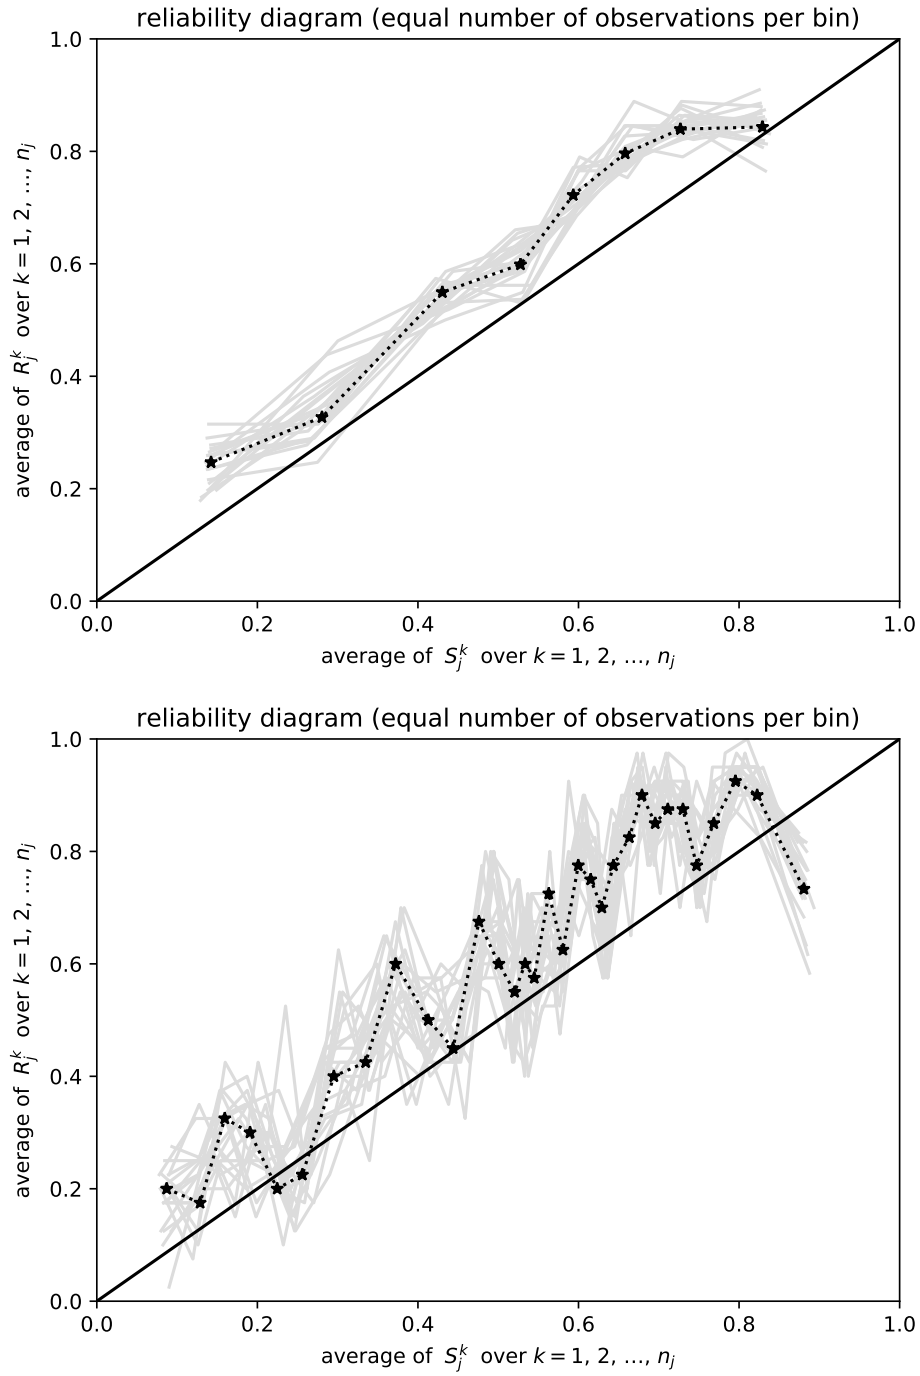 reliability diagram (equal number of observations per bin)
1.0
0.8
0.6
0.4
0.2
0.0
average of R_j^k over k = 1, 2, ..., n_j
0.0 0.2 0.4 0.6 0.8 1.0
average of S_j^k over k = 1, 2, ..., n_j
reliability diagram (equal number of observations per bin)
1.0
0.8
0.6
0.4
0.2
0.0
average of R_j^k over k = 1, 2, ..., n_j
0.0 0.2 0.4 0.6 0.8 1.0
average of S_j^k over k = 1, 2, ..., n_j